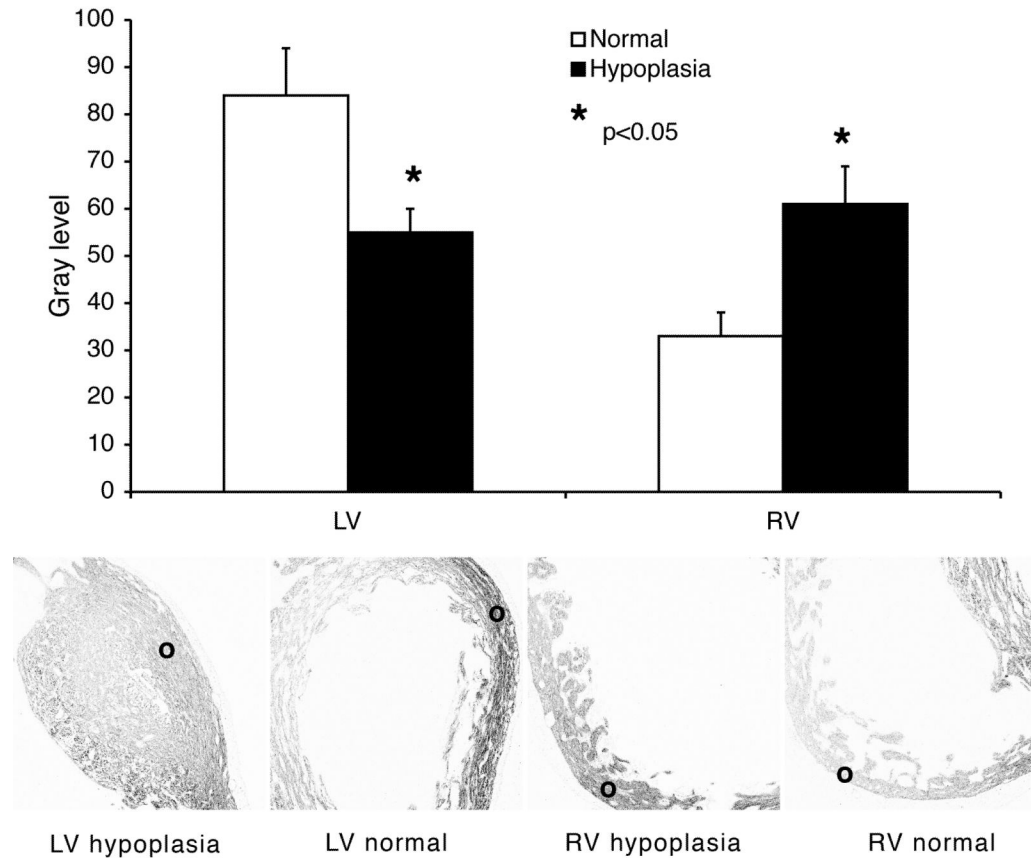 100
90
80
70
60
50
40
30
20
10
0
Gray level
Normal
Hypoplasia
* p<0.05
*
*
LV
RV
o
o
o
o
LV hypoplasia
LV normal
RV hypoplasia
RV normal